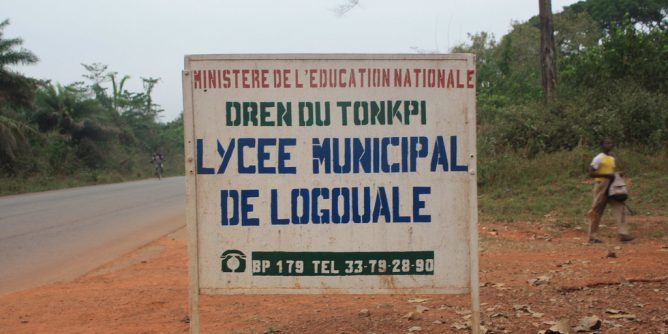 MINISTERE DE L'EDUCATION NATIONALE
DREN DU TONKPI
LYCEE MUNICIPAL
DE LOGOUALE
BP 179 TEL 33-79-28-90